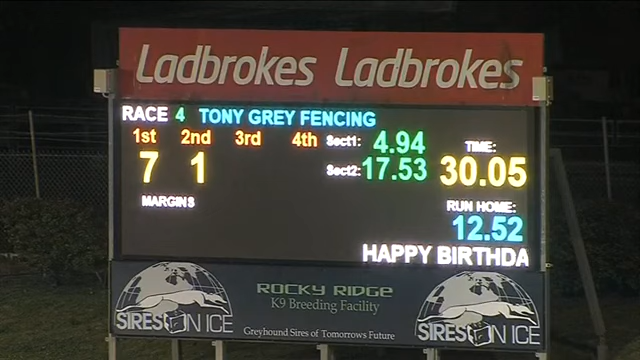 Ladbrokes Ladbrokes
RACE 4 TONY GREY FENCING
1st 2nd 3rd 4th Sect1: 4.94 TIME:
7 1 Sect2: 17.53 30.05
MARGINS RUN HOME:
12.52
HAPPY BIRTHDA
ROCKY RIDGE
K9 Breeding Facility
SIRES ON ICE SIRES ON ICE
Greyhound Sires of Tomorrows Future